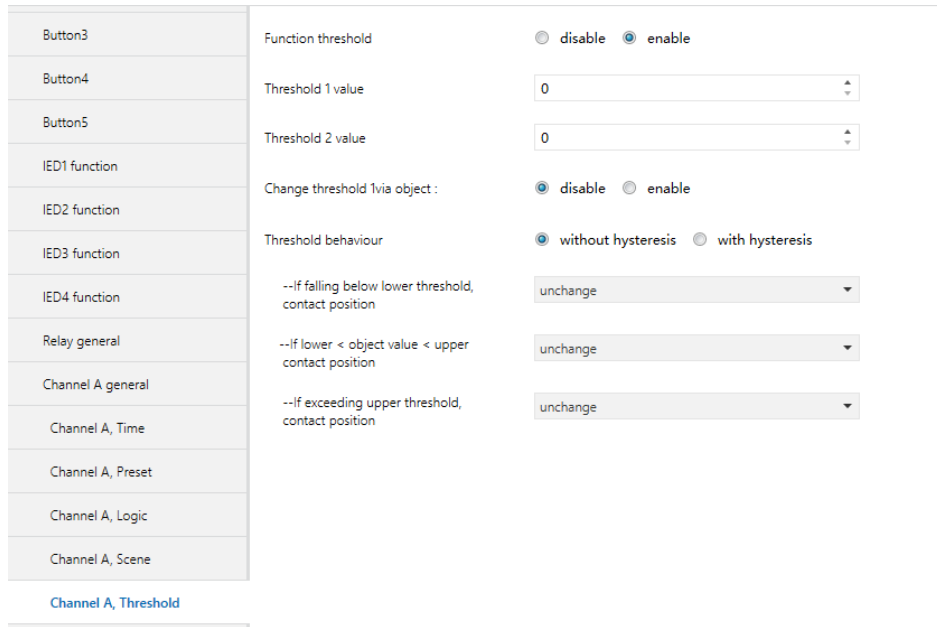 Button3
Button4
Button5
IED1 function
IED2 function
IED3 function
IED4 function
Relay general
Channel A general
Channel A, Time
Channel A, Preset
Channel A, Logic
Channel A, Scene
Channel A, Threshold
Function threshold disable enable
Threshold 1 value 0
Threshold 2 value 0
Change threshold 1via object : disable enable
Threshold behaviour without hysteresis with hysteresis
--If falling below lower threshold,
contact position
unchange
--If lower < object value < upper
contact position
unchange
--If exceeding upper threshold,
contact position
unchange